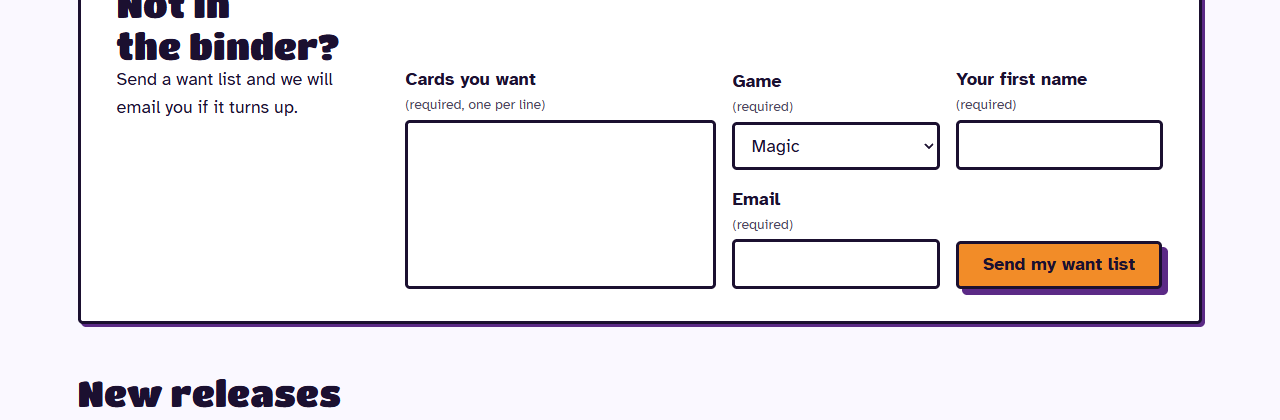 Not in
the binder?
Send a want list and we will
email you if it turns up.
Cards you want
(required, one per line)
Game
(required)
Magic
Your first name
(required)
Email
(required)
Send my want list
New releases